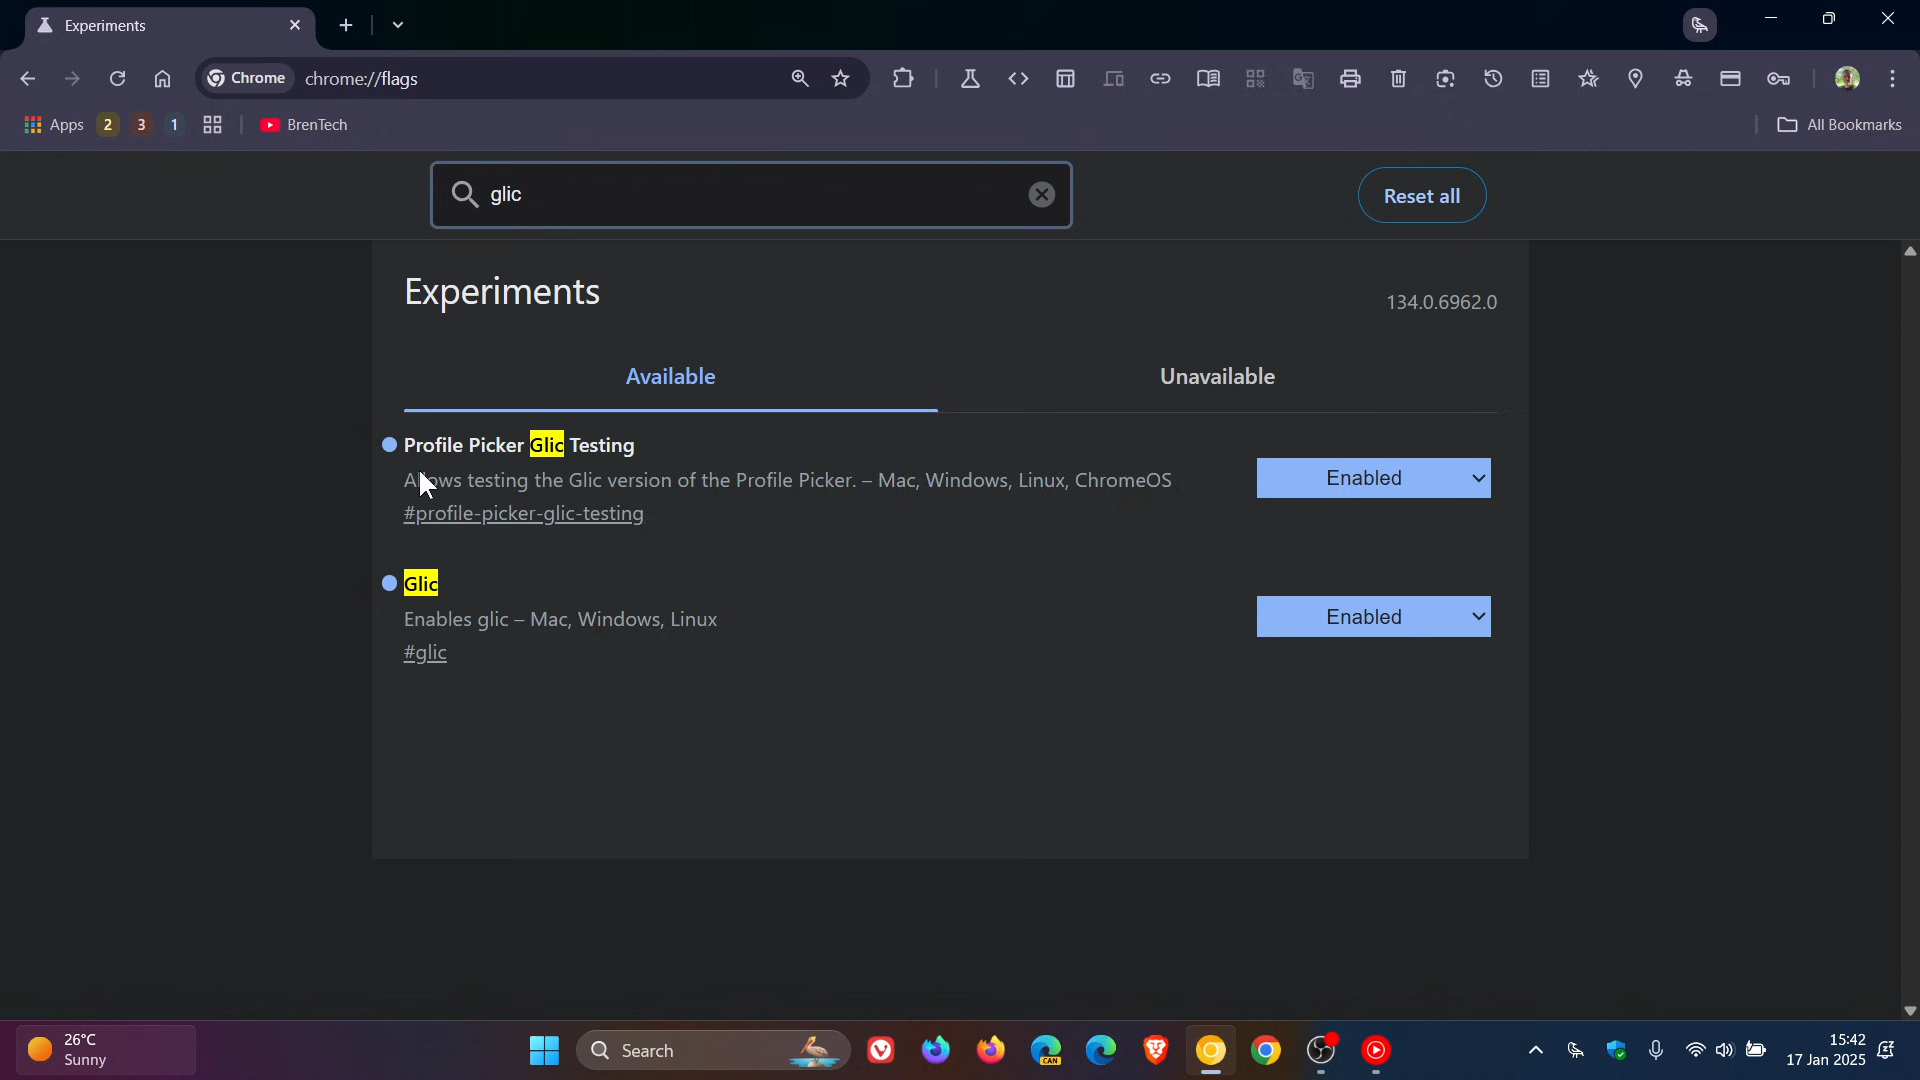 Experiments
Chrome
chrome://flags
Apps
2
3
1
BrenTech
All Bookmarks
glic
Reset all
Experiments
134.0.6962.0
Available
Unavailable
Profile Picker Glic Testing
Allows testing the Glic version of the Profile Picker. – Mac, Windows, Linux, ChromeOS
#profile-picker-glic-testing
Enabled
Glic
Enables glic – Mac, Windows, Linux
#glic
Enabled
26°C
Sunny
Search
CAN
15:42
17 Jan 2025